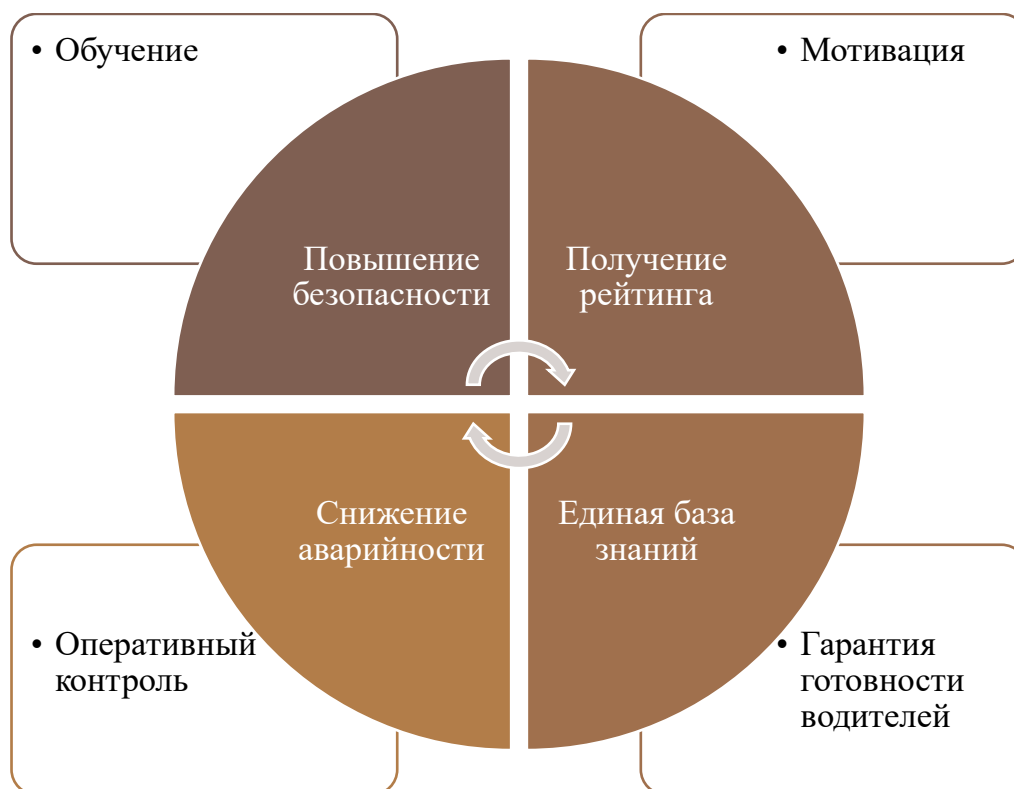 • Обучение
• Мотивация
Повышение
безопасности
Получение
рейтинга
Снижение
аварийности
Единая база
знаний
• Оперативный
контроль
• Гарантия
готовности
водителей